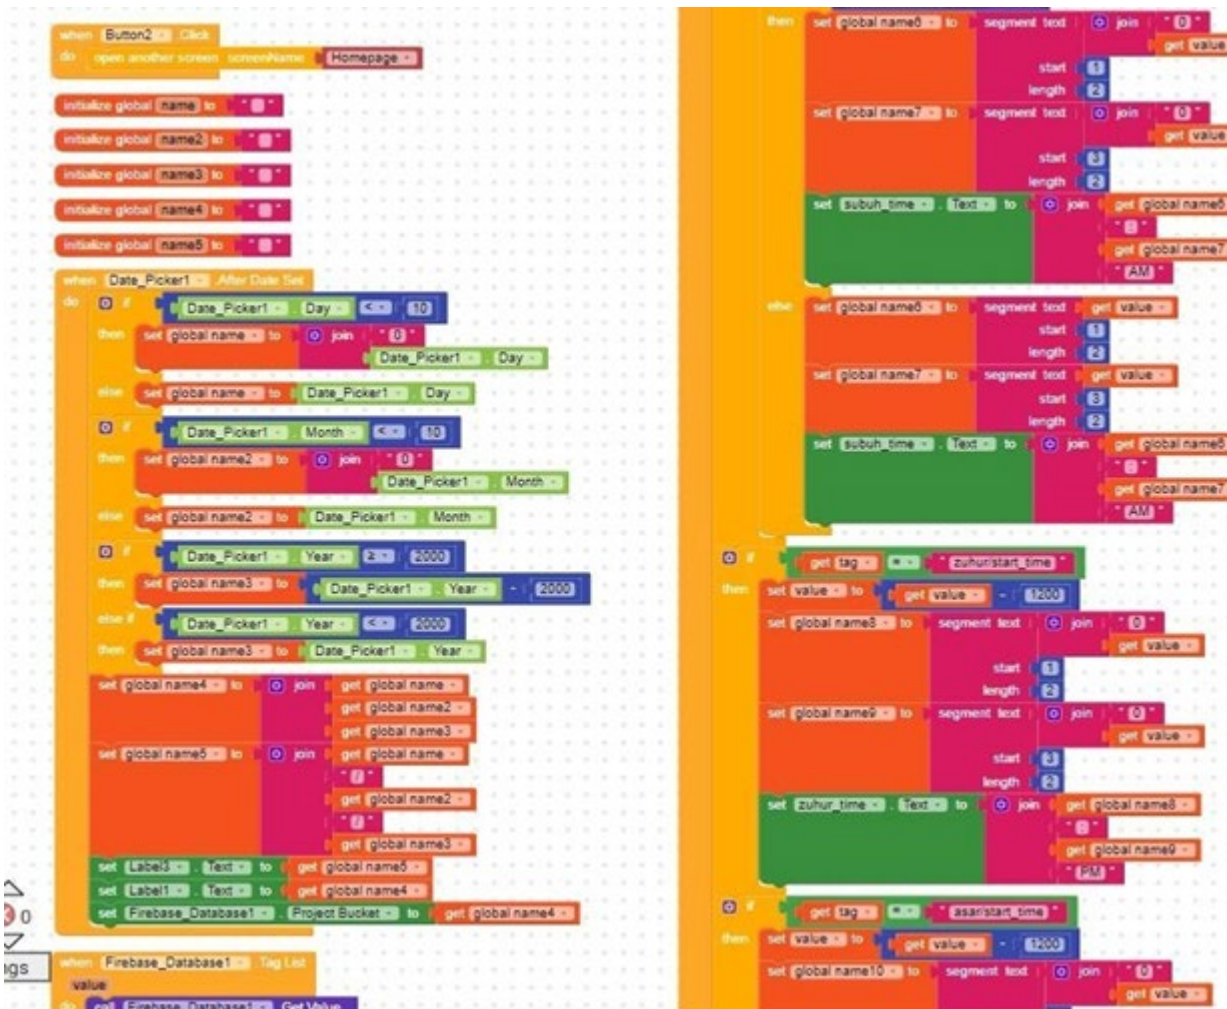 when Button2 .Click
do open another screen screenName Homepage
initialize global name to " "
initialize global name2 to " "
initialize global name3 to " "
initialize global name4 to " "
initialize global name5 to " "
when Date_Picker1 .After Date Set
do if Date_Picker1 . Day < 10
then set global name to join " 0 "
Date_Picker1 . Day
else set global name to Date_Picker1 . Day
if Date_Picker1 . Month < 10
then set global name2 to join " 0 "
Date_Picker1 . Month
else set global name2 to Date_Picker1 . Month
if Date_Picker1 . Year ≥ 2000
then set global name3 to Date_Picker1 . Year - 2000
else if Date_Picker1 . Year < 2000
then set global name3 to Date_Picker1 . Year
set global name4 to join get global name
get global name2
get global name3
set global name5 to join get global name
" / "
get global name2
" / "
get global name3
set Label3 . Text to get global name5
set Label1 . Text to get global name4
set Firebase_Database1 . Project Bucket to get global name4
0
ngs
when Firebase_Database1 .Tag List
value
do call Firebase_Database1 .Get Value
then set global name6 to segment text join " 0 "
get value
start 1
length 2
set global name7 to segment text join " 0 "
get value
start 3
length 2
set subuh_time . Text to join get global name6
" : "
get global name7
" AM "
else set global name6 to segment text get value
start 1
length 2
set global name7 to segment text get value
start 3
length 2
set subuh_time . Text to join get global name6
" : "
get global name7
" AM "
if get tag = " zuhur/start_time "
then set value to get value - 1200
set global name8 to segment text join " 0 "
get value
start 1
length 2
set global name9 to segment text join " 0 "
get value
start 3
length 2
set zuhur_time . Text to join get global name8
" : "
get global name9
" PM "
if get tag = " asar/start_time "
then set value to get value - 1200
set global name10 to segment text join " 0 "
get value